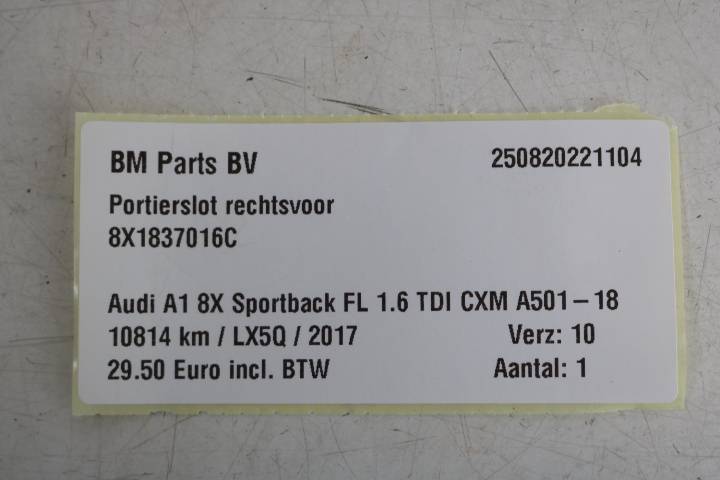 BM Parts BV 250820221104
Portierslot rechtsvoor
8X1837016C
Audi A1 8X Sportback FL 1.6 TDI CXM A501-18
10814 km / LX5Q / 2017 Verz: 10
29.50 Euro incl. BTW Aantal: 1